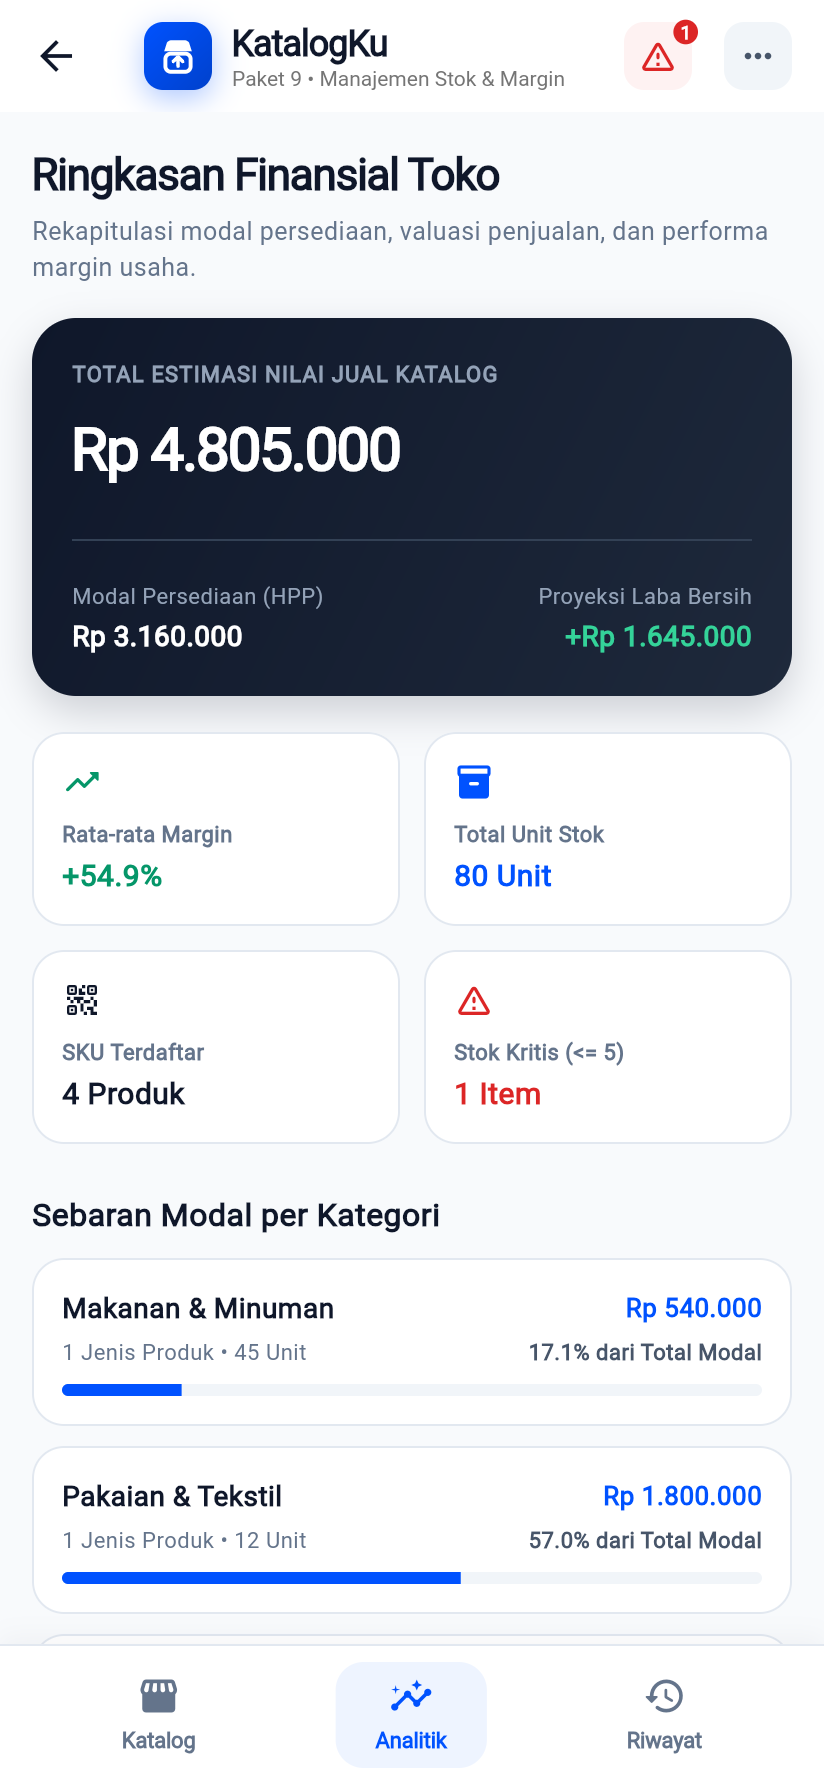 KatalogKu
Paket 9 • Manajemen Stok & Margin
1
Ringkasan Finansial Toko
Rekapitulasi modal persediaan, valuasi penjualan, dan performa
margin usaha.
TOTAL ESTIMASI NILAI JUAL KATALOG
Rp 4.805.000
Modal Persediaan (HPP)
Proyeksi Laba Bersih
Rp 3.160.000
+Rp 1.645.000
Rata-rata Margin
+54.9%
Total Unit Stok
80 Unit
SKU Terdaftar
4 Produk
Stok Kritis (<= 5)
1 Item
Sebaran Modal per Kategori
Makanan & Minuman
Rp 540.000
1 Jenis Produk • 45 Unit
17.1% dari Total Modal
Pakaian & Tekstil
Rp 1.800.000
1 Jenis Produk • 12 Unit
57.0% dari Total Modal
Katalog
Analitik
Riwayat